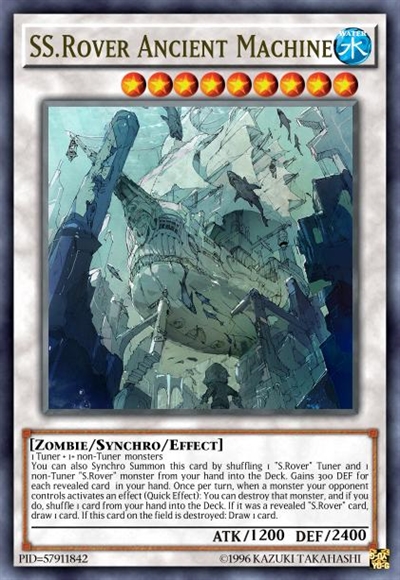 SS.Rover Ancient Machine
WATER
水
[Zombie/Synchro/Effect]
1 Tuner + 1+ non-Tuner monsters
You can also Synchro Summon this card by shuffling 1 "S.Rover" Tuner and 1
non-Tuner "S.Rover" monster from your hand into the Deck. Gains 300 DEF for
each revealed card in your hand. Once per turn, when a monster your opponent
controls activates an effect (Quick Effect): You can destroy that monster, and if you
do, shuffle 1 card from your hand into the Deck. If it was a revealed "S.Rover" card,
draw 1 card. If this card on the field is destroyed: Draw 1 card.
ATK/1200 DEF/2400
PID=57911842 ©1996 KAZUKI TAKAHASHI